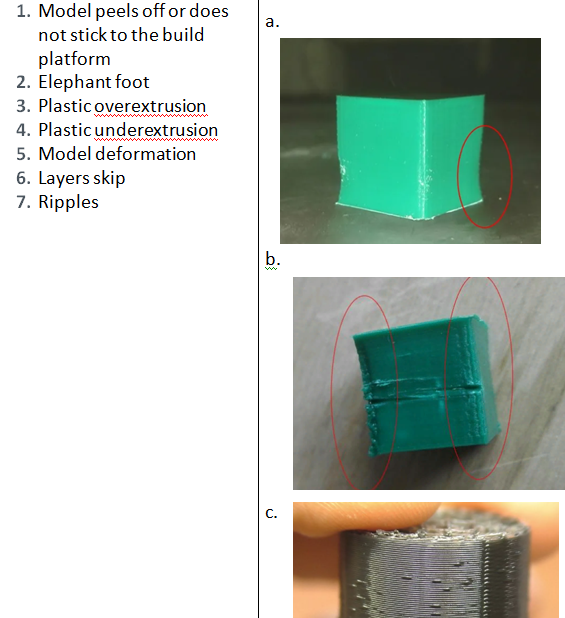 1. Model peels off or does
not stick to the build
platform
2. Elephant foot
3. Plastic overextrusion
4. Plastic underextrusion
5. Model deformation
6. Layers skip
7. Ripples
a.
b.
c.